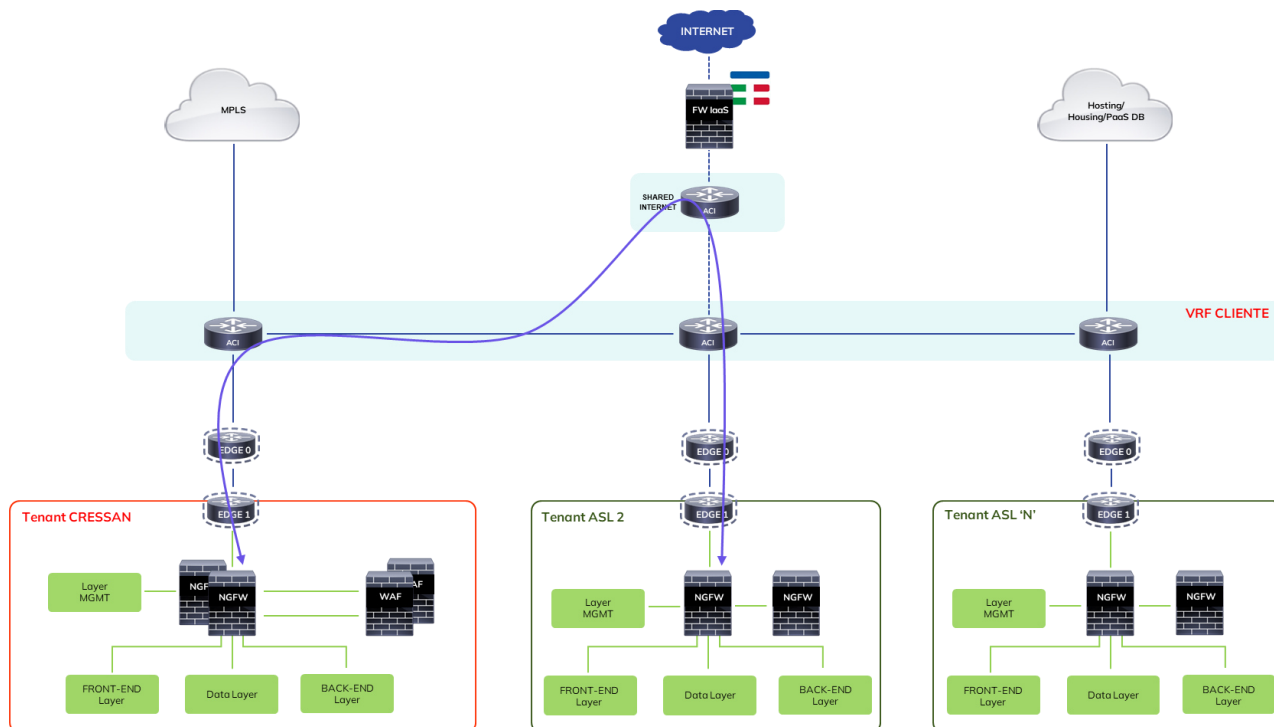 INTERNET
MPLS
FW IaaS
Hosting/
Housing/PaaS DB
SHARED
INTERNET
ACI
VRF CLIENTE
ACI
ACI
ACI
EDGE 0
EDGE 0
EDGE 0
Tenant CRESSAN
EDGE 1
Tenant ASL 2
EDGE 1
Tenant ASL ‘N’
EDGE 1
Layer
MGMT
NGF
NGFW
WAF
AF
Layer
MGMT
NGFW
NGFW
Layer
MGMT
NGFW
NGFW
FRONT-END
Layer
Data Layer
BACK-END
Layer
FRONT-END
Layer
Data Layer
BACK-END
Layer
FRONT-END
Layer
Data Layer
BACK-END
Layer